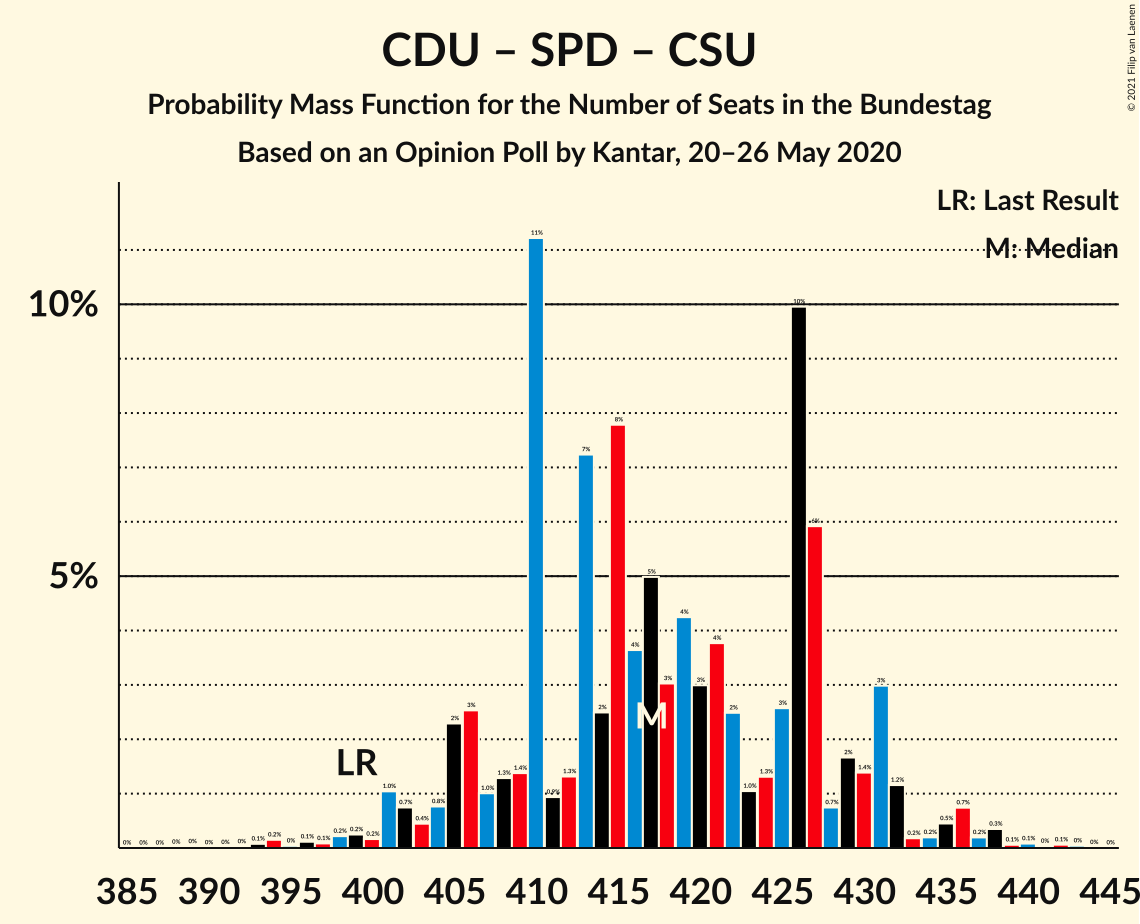 CDU – SPD – CSU
Probability Mass Function for the Number of Seats in the Bundestag
Based on an Opinion Poll by Kantar, 20–26 May 2020
© 2021 Filip van Laenen
LR: Last Result
M: Median
10%
5%
0% 0% 0% 0% 0% 0% 0% 0% 0.1% 0.2% 0% 0.1% 0.1% 0.2% 0.2% 0.2% 1.0% 0.7% 0.4% 0.8% 2% 3% 1.0% 1.3% 1.4% 11% 0.9% 1.3% 7% 2% 8% 4% 5% 3% 4% 3% 4% 2% 1.0% 1.3% 3% 10% 6% 0.7% 2% 1.4% 3% 1.2% 0.2% 0.2% 0.5% 0.7% 0.2% 0.3% 0.1% 0.1% 0% 0.1% 0% 0% 0%
LR
M
385 390 395 400 405 410 415 420 425 430 435 440 445